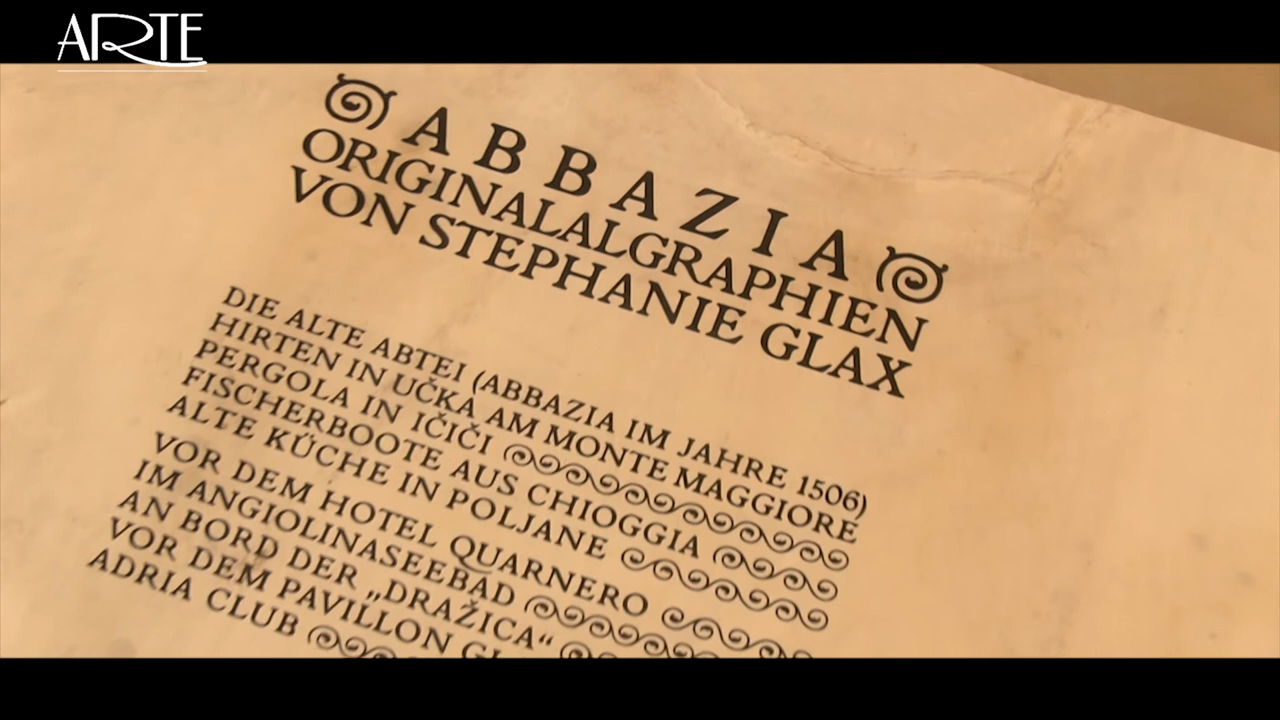 ARTE
ABBAZIA
ORIGINALALGRAPHIEN
VON STEPHANIE GLAX
DIE ALTE ABTEI (ABBAZIA IM JAHRE 1506)
HIRTEN IN UČKA AM MONTE MAGGIORE
PERGOLA IN IČIČI
FISCHERBOOTE AUS CHIOGGIA
ALTE KÜCHE IN POLJANE
VOR DEM HOTEL QUARNERO
IM ANGIOLINASEEBAD
AN BORD DER „DRAŽICA“
VOR DEM PAVILLON
ADRIA CLUB